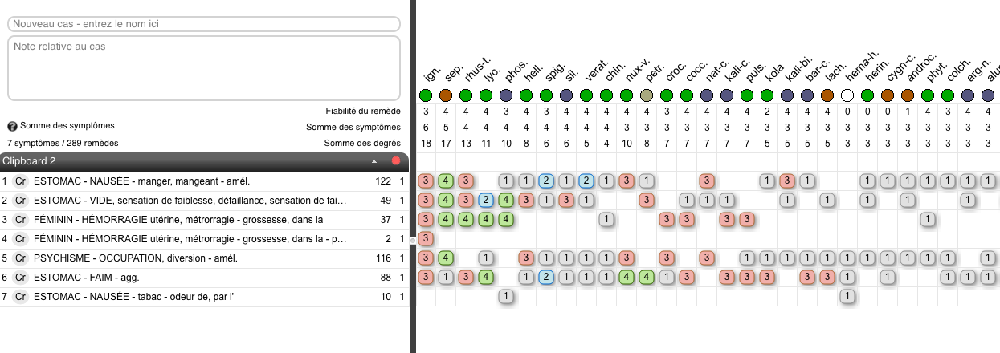 Nouveau cas - entrez le nom ici
Note relative au cas
ign. sep. rhus-t. lyc. phos. hell. spig. sil. verat. chin. nux-v. petr. croc. cocc. nat-c. kali-c. puls. kola kali-bi. bar-c. lach. hema-h. herin. cygn-c. androc. phyt. colch. arg-n.
Fiabilité du remède 3 4 4 4 3 4 3 4 4 4 4 4 3 4 4 4 4 2 4 4 4 0 0 0 1 4 3 4 4
? Somme des symptômes Somme des symptômes 6 5 4 4 4 4 4 4 4 4 3 3 3 3 3 3 3 3 3 3 3 3 3 3 3 3 3 3 3
7 symptômes / 289 remèdes Somme des degrés 18 17 13 11 10 8 6 6 5 4 10 8 7 7 7 7 7 5 5 5 5 3 3 3 3 3 3 3 3
Clipboard 2
1 Cr ESTOMAC - NAUSÉE - manger, mangeant - amél. 122 1 3 4 3 1 1 2 1 2 1 3 1 3 1 3 1 1 1 1 1 1 1 1
2 Cr ESTOMAC - VIDE, sensation de faiblesse, défaillance, sensation de fai… 49 1 3 4 3 2 4 3 1 3 1 3 1 1 1 1 1 1 1 1
3 Cr FÉMININ - HÉMORRAGIE utérine, métrorragie - grossesse, dans la 37 1 3 4 4 4 4 1 3 3 3 3 1
4 Cr FÉMININ - HÉMORRAGIE utérine, métrorragie - grossesse, dans la - p… 2 1 3
5 Cr PSYCHISME - OCCUPATION, diversion - amél. 116 1 3 4 1 3 1 1 1 1 3 3 3 1 1 1 1 1 1 1 1 1 1 1 1
6 Cr ESTOMAC - FAIM - agg. 88 1 3 1 3 4 1 2 1 1 1 4 4 1 3 3 3 3 3 3 1 1 1 1 1
7 Cr ESTOMAC - NAUSÉE - tabac - odeur de, par l' 10 1 1 1